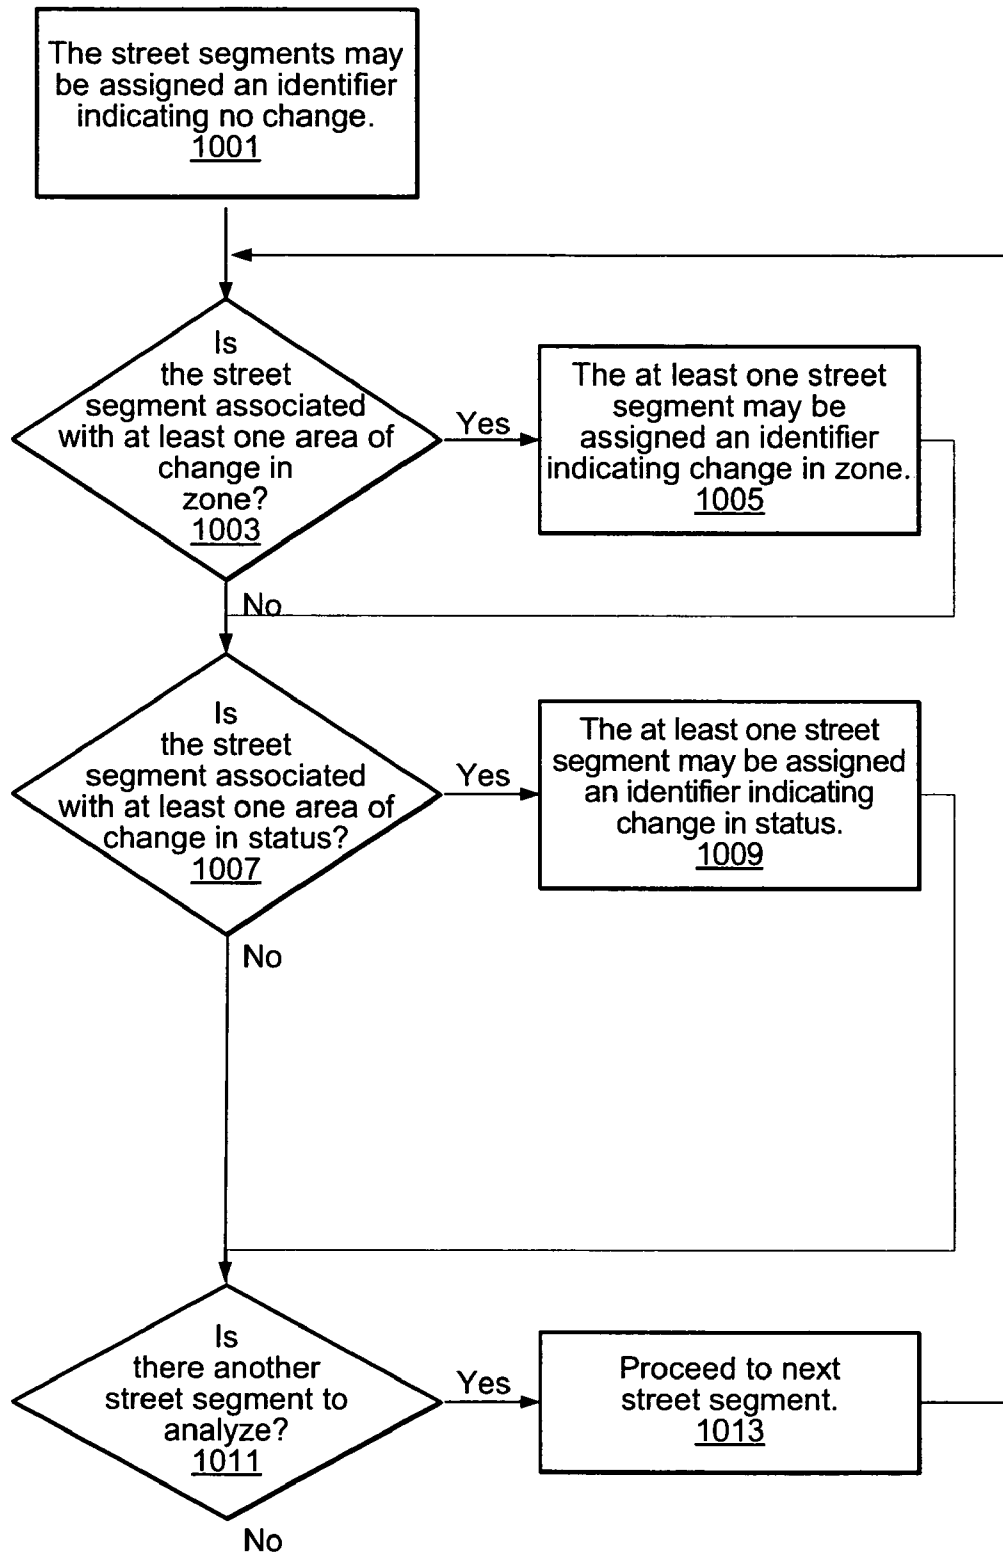 The street segments may
be assigned an identifier
indicating no change.
1001
Is
the street
segment associated
with at least one area of
change in
zone?
1003
Yes
The at least one street
segment may be
assigned an identifier
indicating change in zone.
1005
No
Is
the street
segment associated
with at least one area of
change in status?
1007
Yes
The at least one street
segment may be assigned
an identifier indicating
change in status.
1009
No
Is
there another
street segment to
analyze?
1011
Yes
Proceed to next
street segment.
1013
No